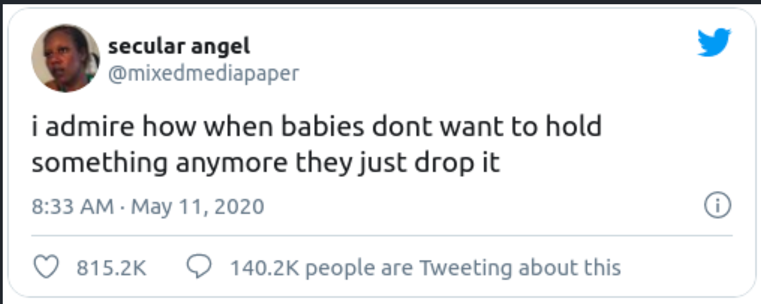 secular angel
@mixedmediapaper
i admire how when babies dont want to hold
something anymore they just drop it
8:33 AM · May 11, 2020
815.2K 140.2K people are Tweeting about this